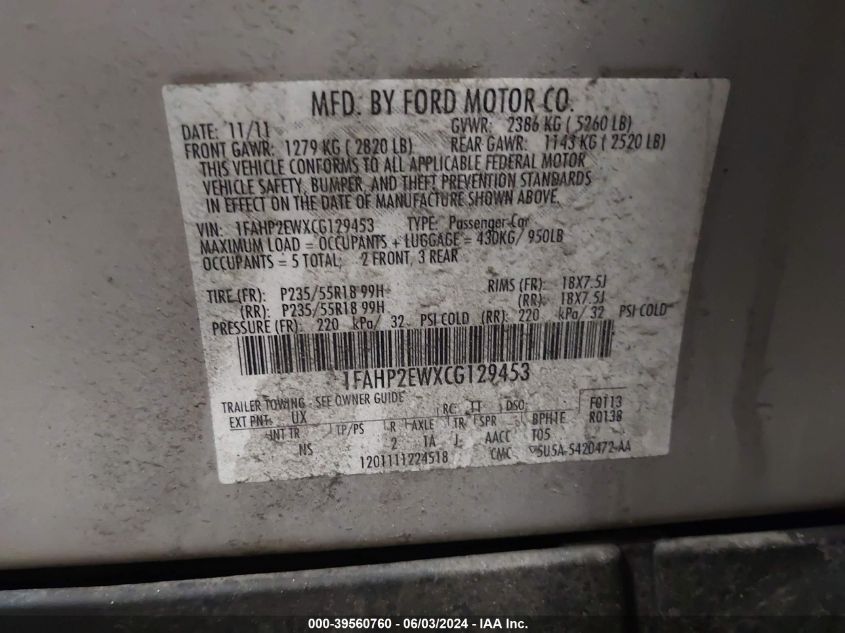 MFD. BY FORD MOTOR CO.
DATE: 11/11 GVWR: 2386 KG ( 5260 LB)
FRONT GAWR: 1279 KG ( 2820 LB) REAR GAWR: 1143 KG ( 2520 LB)
THIS VEHICLE CONFORMS TO ALL APPLICABLE FEDERAL MOTOR
VEHICLE SAFETY, BUMPER, AND THEFT PREVENTION STANDARDS
IN EFFECT ON THE DATE OF MANUFACTURE SHOWN ABOVE.
VIN: 1FAHP2EWXCG129453 TYPE: Passenger Car
MAXIMUM LOAD = OCCUPANTS + LUGGAGE = 430KG/ 950LB
OCCUPANTS = 5 TOTAL; 2 FRONT, 3 REAR
TIRE (FR): P235/55R18 99H RIMS (FR): 18X7.5J
(RR): P235/55R18 99H (RR): 18X7.5J
PRESSURE (FR): 220 kPa/ 32 PSI COLD (RR): 220 kPa/ 32 PSI COLD
1FAHP2EWXCG129453
TRAILER TOWING - SEE OWNER GUIDE
EXT PNT: UX RC: TT DSO: F0113
INT TR TP/PS R AXLE TR SPR BPH1E R0138
NS 2 1A J AACC T05
1201111224518 CMC 5U5A-5420472-AA
000-39560760 - 06/03/2024 - IAA Inc.